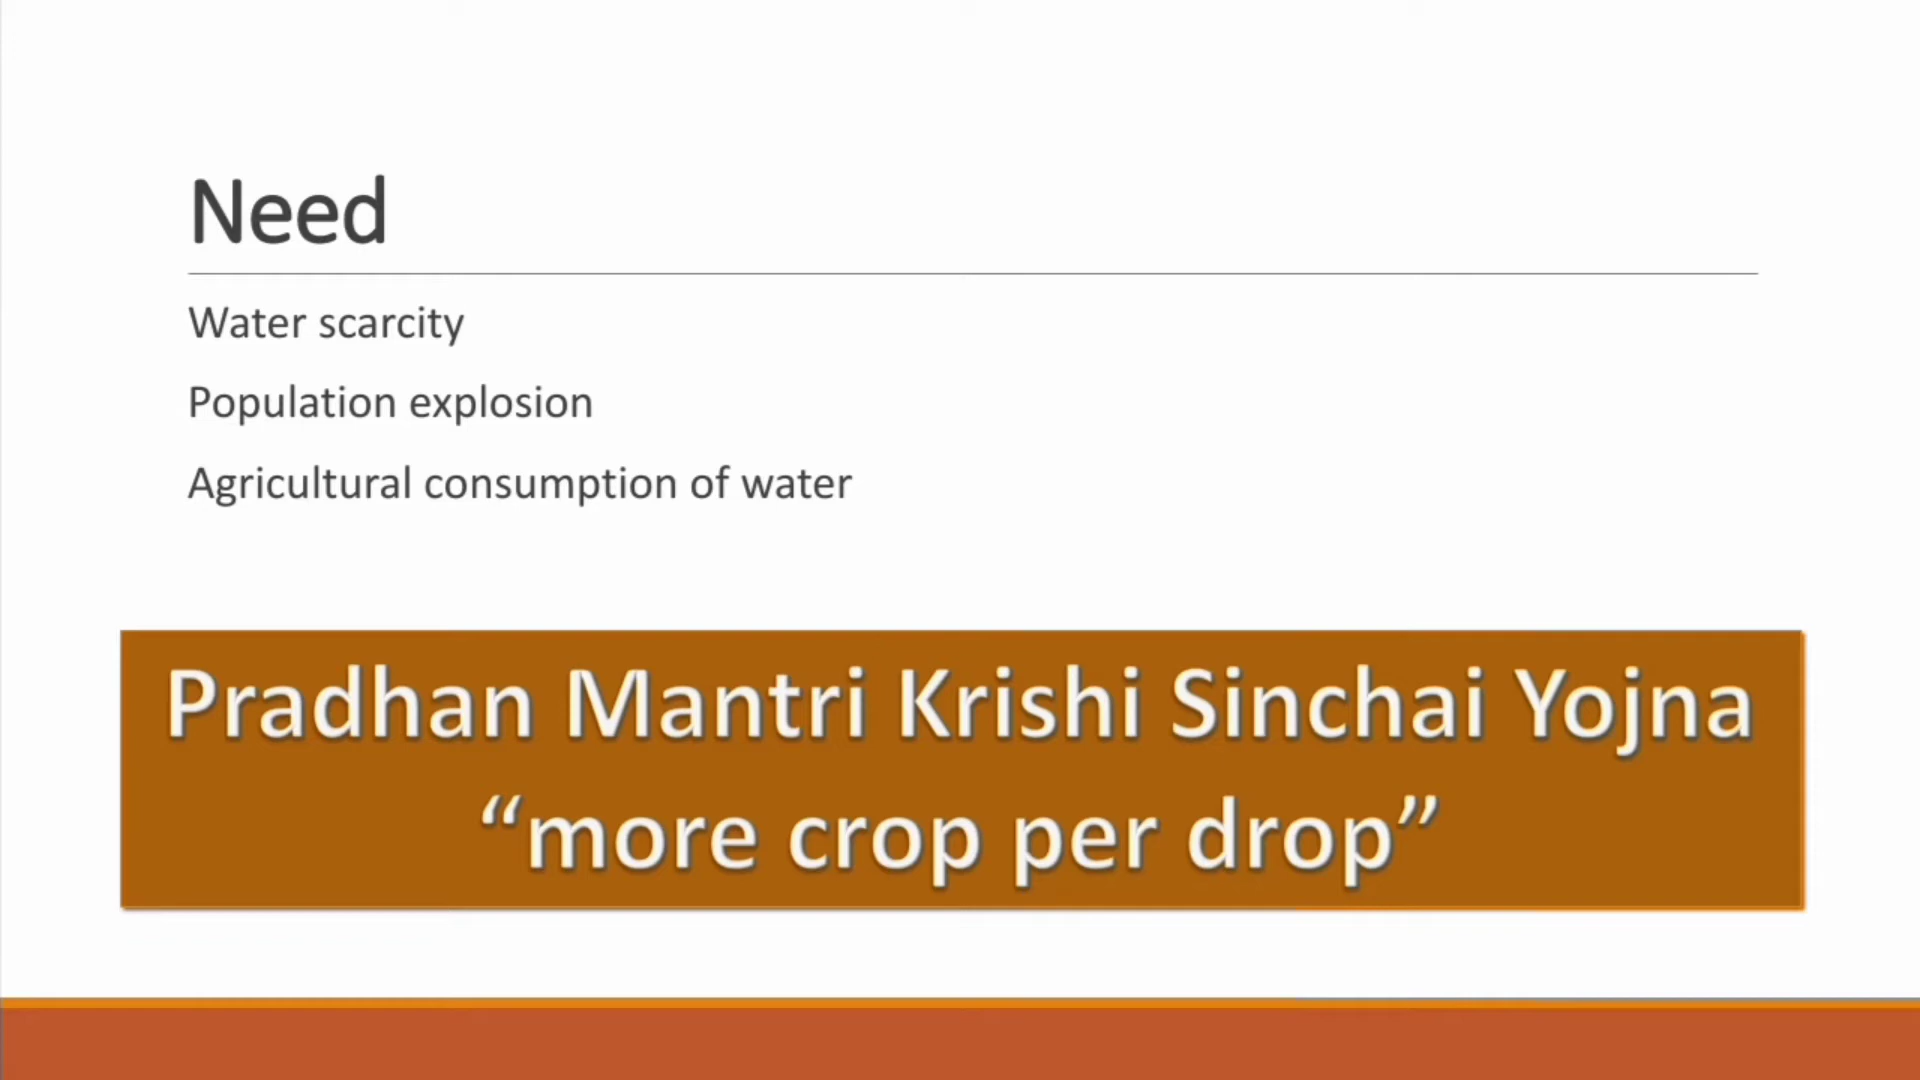 Need
Water scarcity
Population explosion
Agricultural consumption of water
Pradhan Mantri Krishi Sinchai Yojna
“more crop per drop”